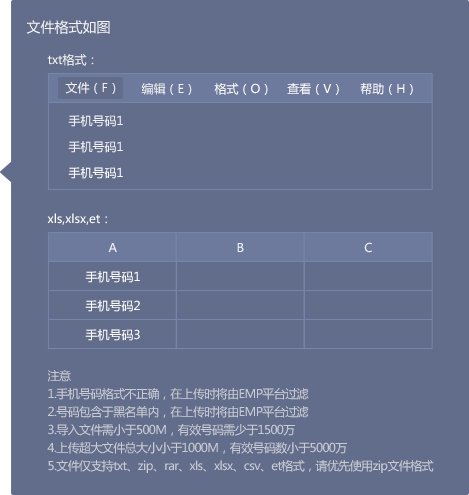 文件格式如图
txt格式：
文件（F） 编辑（E） 格式（O） 查看（V） 帮助（H）
手机号码1
手机号码1
手机号码1
xls,xlsx,et：
A B C
手机号码1
手机号码2
手机号码3
注意
1.手机号码格式不正确，在上传时将由EMP平台过滤
2.号码包含于黑名单内，在上传时将由EMP平台过滤
3.导入文件需小于500M，有效号码需少于1500万
4.上传超大文件总大小小于1000M，有效号码数小于5000万
5.文件仅支持txt、zip、rar、xls、xlsx、csv、et格式，请优先使用zip文件格式